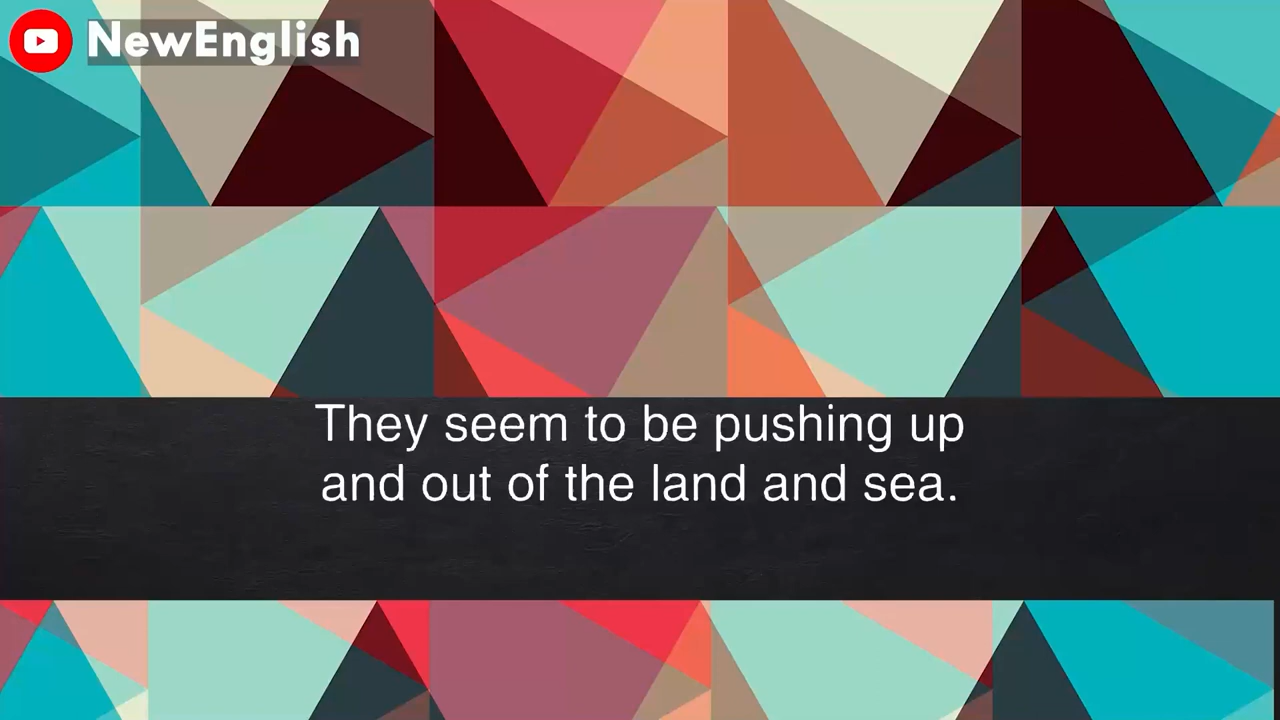 NewEnglish
They seem to be pushing up
and out of the land and sea.